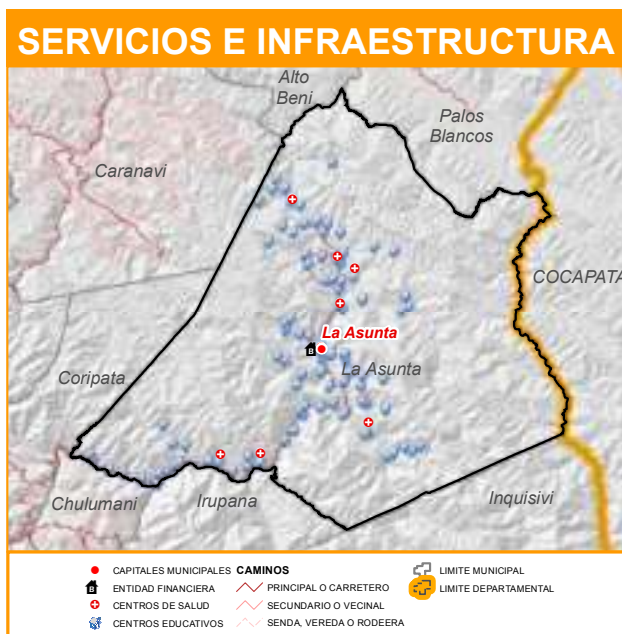 SERVICIOS E INFRAESTRUCTURA
Alto
Beni
Palos
Blancos
Caranavi
COCAPATA
La Asunta
B
La Asunta
Coripata
Chulumani
Irupana
Inquisivi
CAPITALES MUNICIPALES
B ENTIDAD FINANCIERA
CENTROS DE SALUD
CENTROS EDUCATIVOS
CAMINOS
PRINCIPAL O CARRETERO
SECUNDARIO O VECINAL
SENDA, VEREDA O RODEERA
LIMITE MUNICIPAL
LIMITE DEPARTAMENTAL